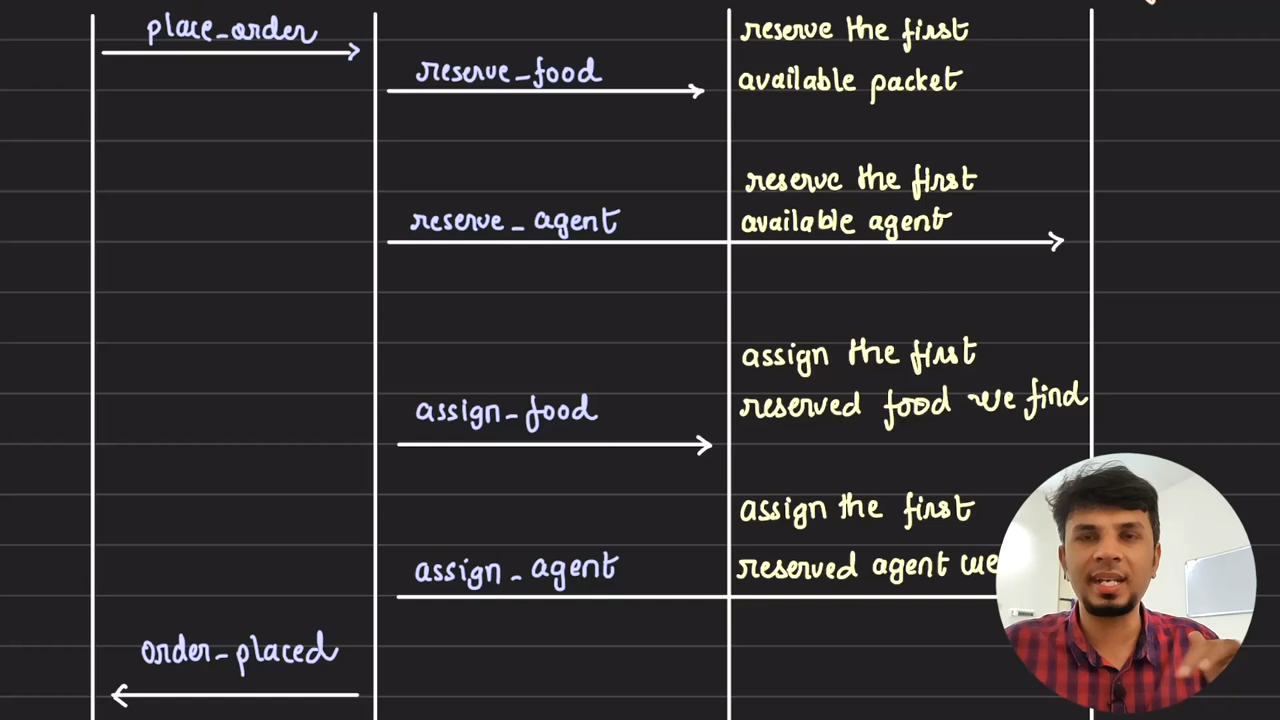 place_order
reserve_food
reserve the first
available packet
reserve_agent
reserve the first
available agent
assign_food
assign the first
reserved food we find
assign_agent
assign the first
reserved agent we
order_placed